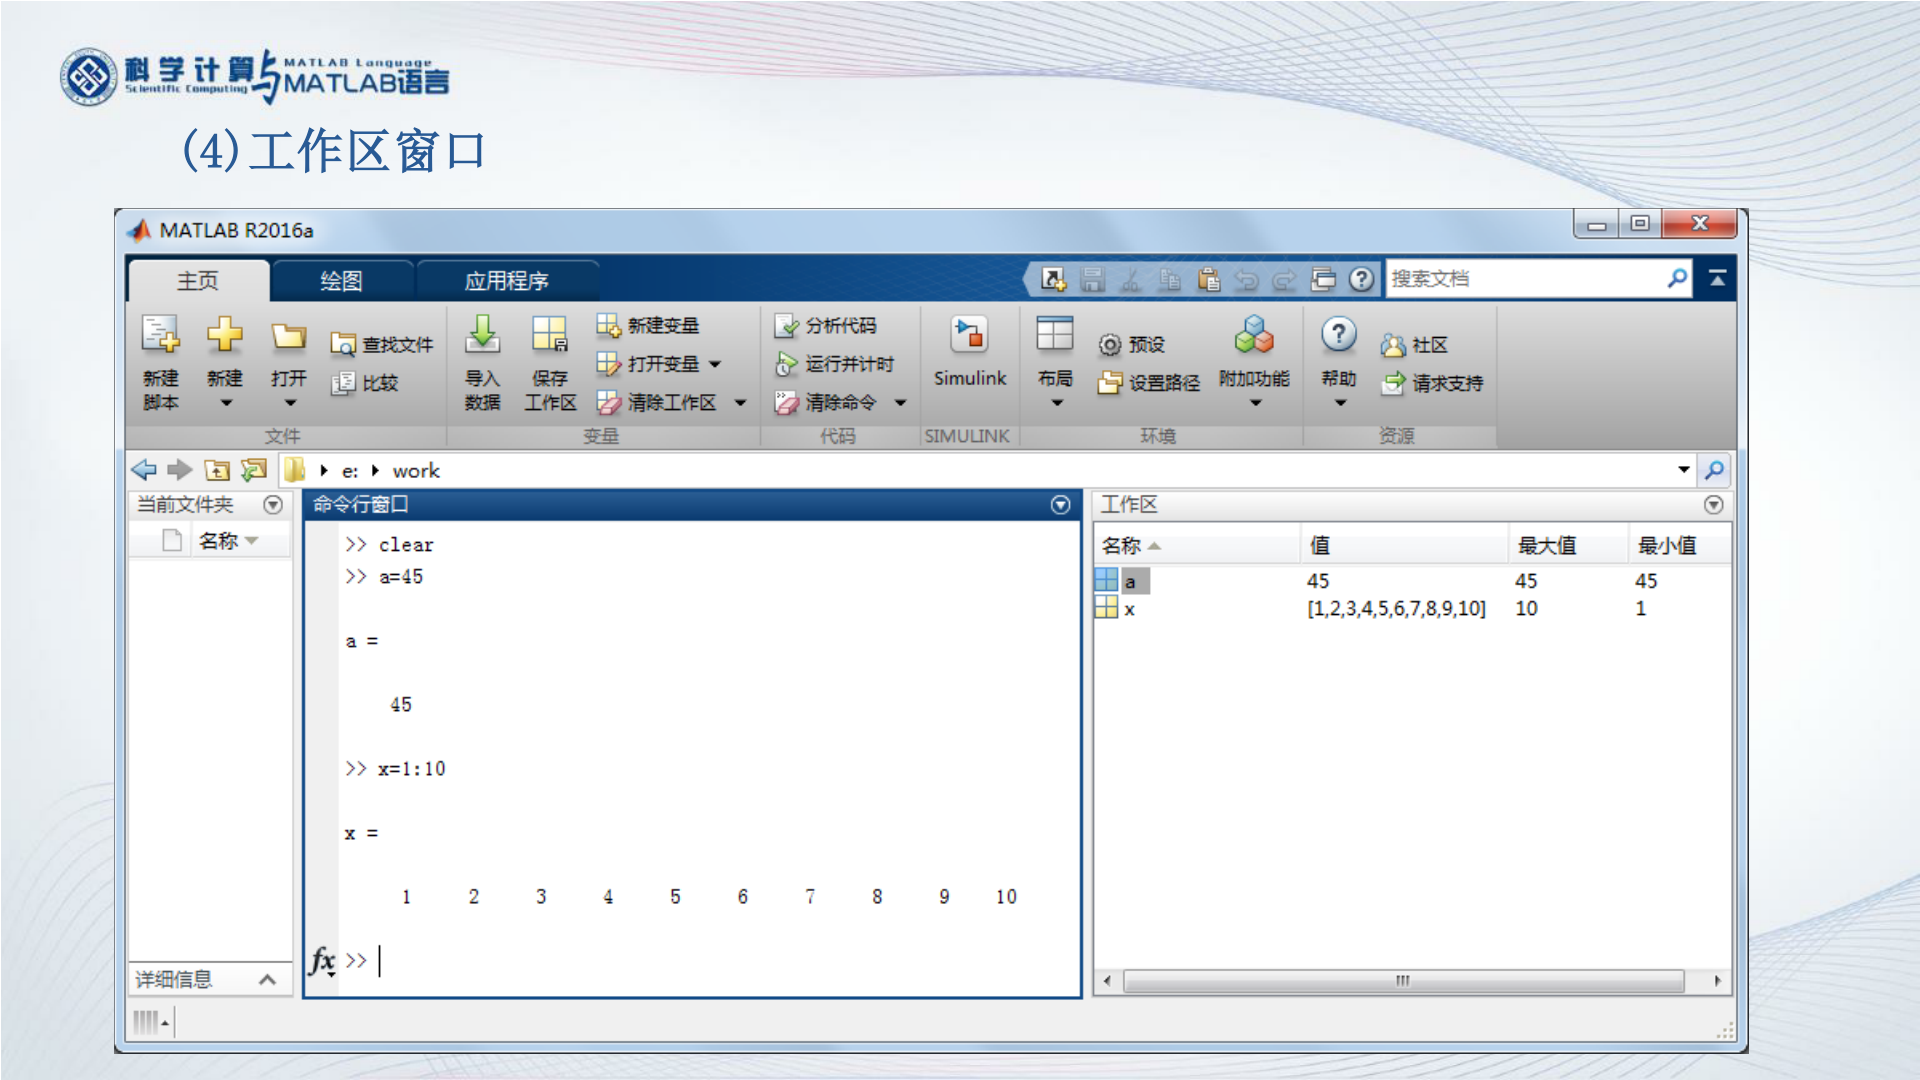 科学计算与MATLAB语言
Scientific Computing MATLAB Language
(4)工作区窗口
MATLAB R2016a
主页 绘图 应用程序 搜索文档
新建脚本 新建 打开 查找文件 比较
文件
导入数据 保存工作区 新建变量 打开变量 清除工作区
变量
分析代码 运行并计时 清除命令
代码
Simulink
SIMULINK
布局 预设 设置路径 附加功能
环境
帮助 社区 请求支持
资源
e: work
当前文件夹
名称
详细信息
命令行窗口
>> clear
>> a=45
a =
45
>> x=1:10
x =
1 2 3 4 5 6 7 8 9 10
fx >>
工作区
名称 值 最大值 最小值
a 45 45 45
x [1,2,3,4,5,6,7,8,9,10] 10 1